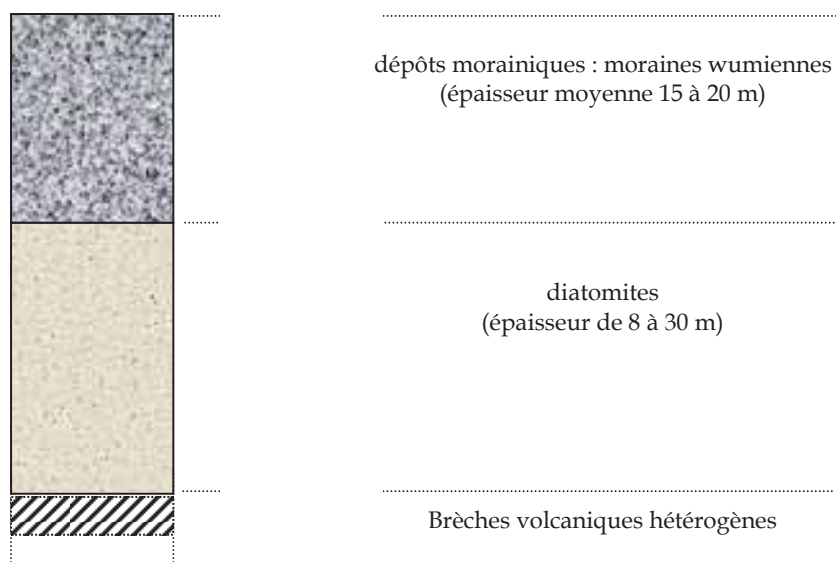 dépôts morainiques : moraines wumiennes
(épaisseur moyenne 15 à 20 m)
diatomites
(épaisseur de 8 à 30 m)
Brèches volcaniques hétérogènes